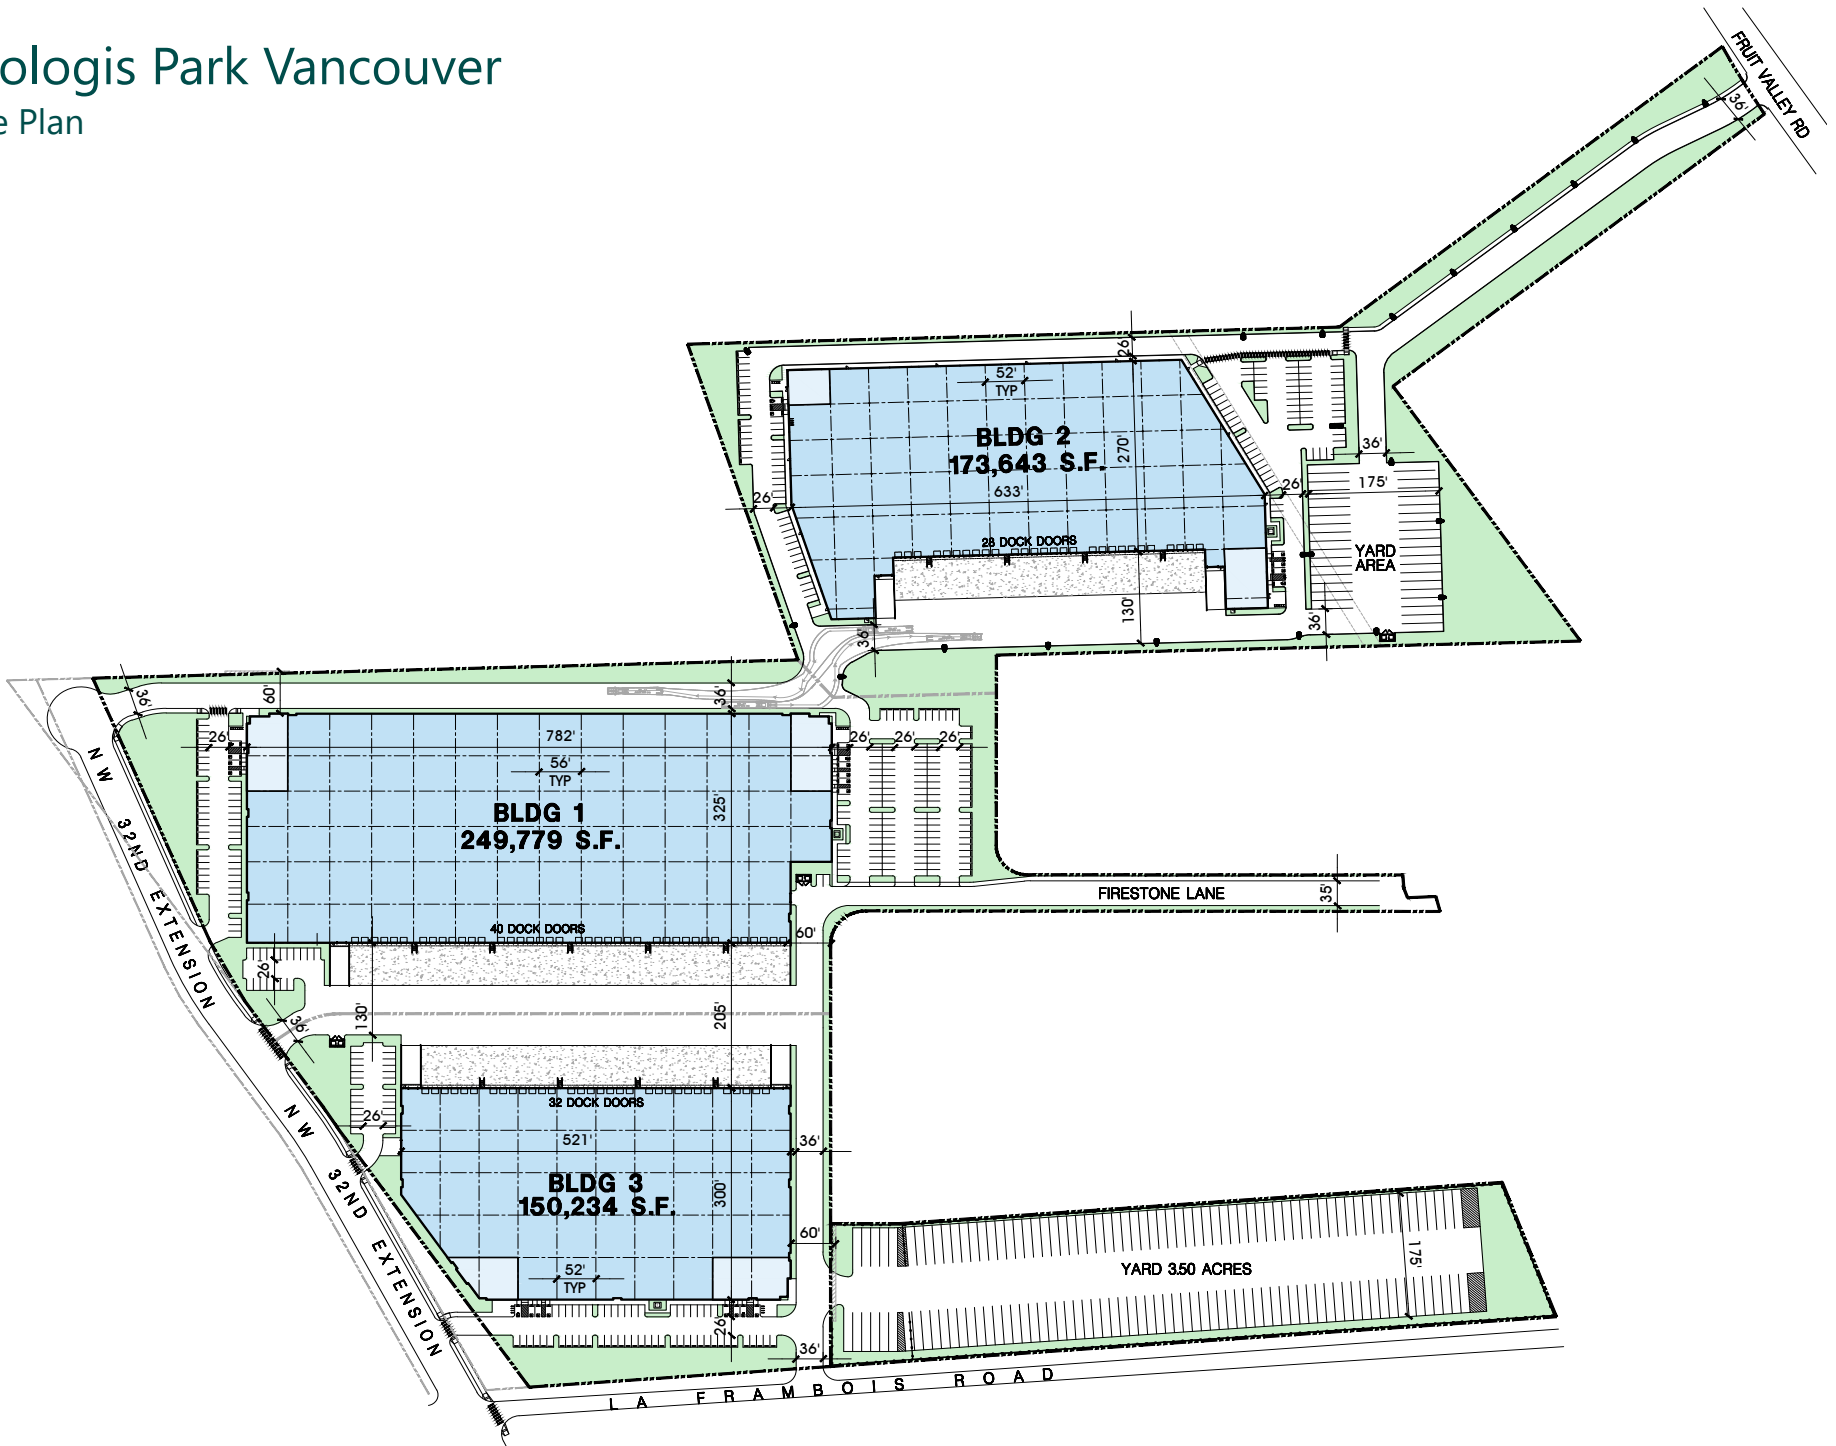 ologis Park Vancouver
e Plan
FRUIT VALLEY RD
36'
26'
52'
TYP
BLDG 2
173,643 S.F.
270'
633'
36'
26'
26'
175'
28 DOCK DOORS
YARD
AREA
130'
36'
36'
36'
60'
36'
26'
782'
26'
26'
26'
56'
TYP
325'
BLDG 1
249,779 S.F.
NW 32ND EXTENSION
FIRESTONE LANE
35'
40 DOCK DOORS
60'
26'
36'
130'
205'
32 DOCK DOORS
26'
521'
36'
NW 32ND EXTENSION
BLDG 3
150,234 S.F.
300'
60'
52'
TYP
YARD 3.50 ACRES
175'
26'
36'
LA FRAMBOIS ROAD